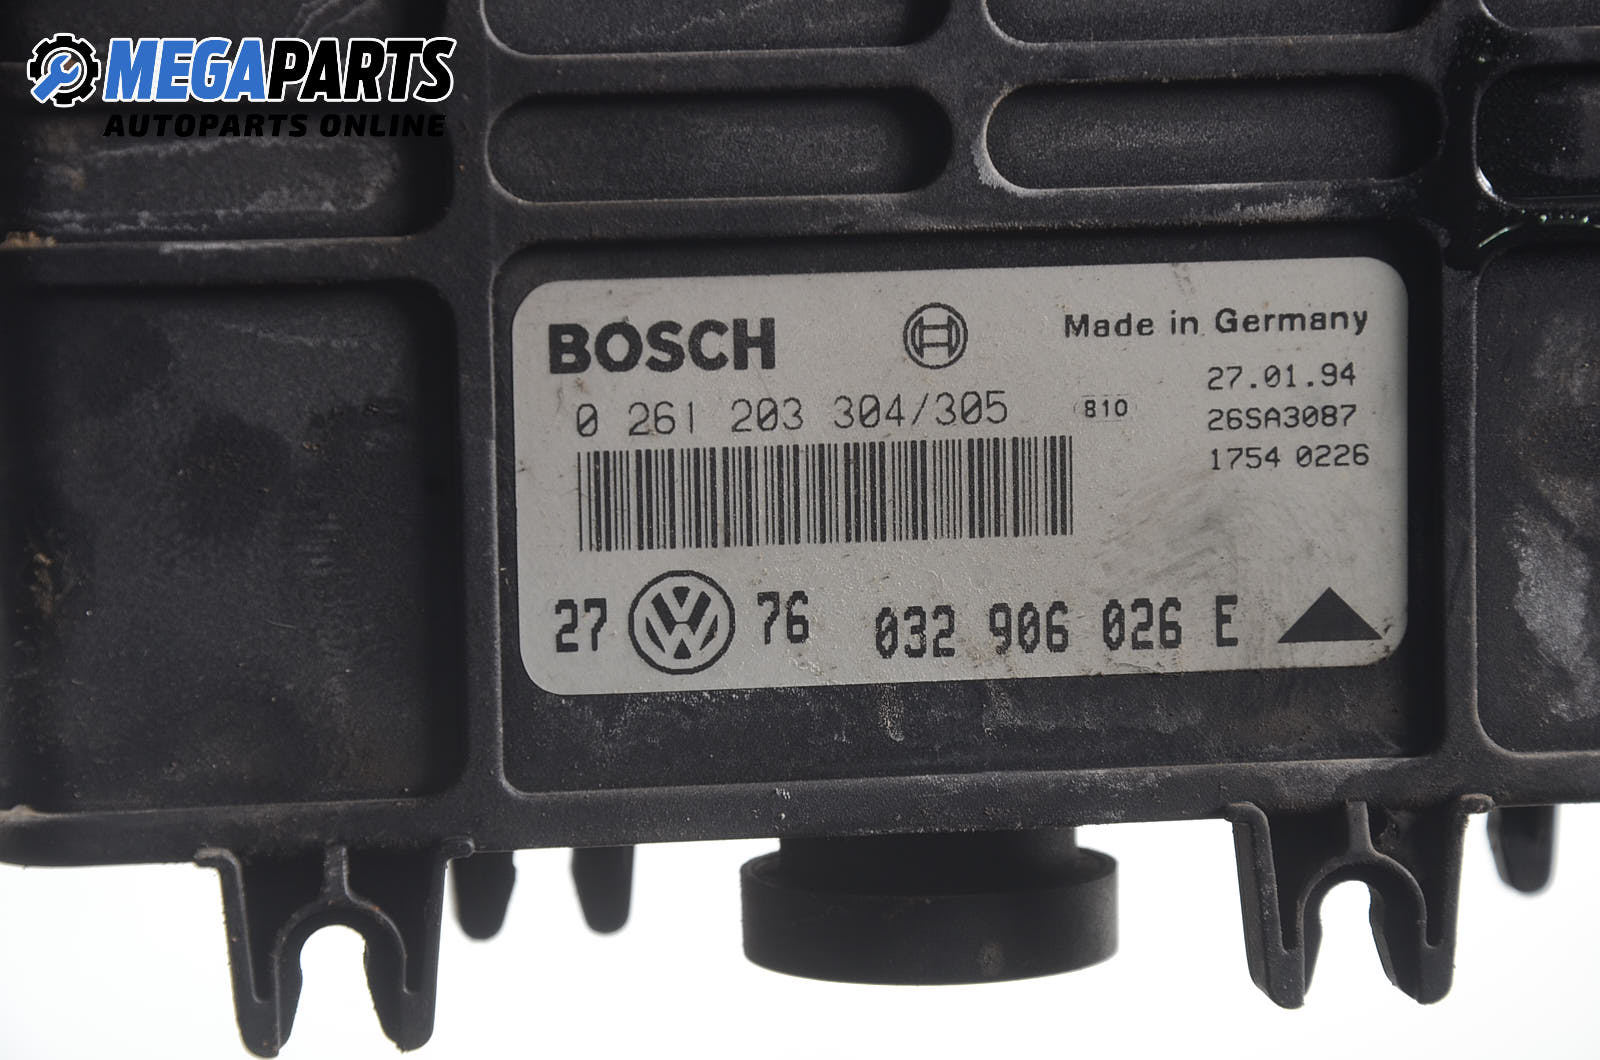 MEGAPARTS
AUTOPARTS ONLINE
BOSCH
Made in Germany
0 261 203 304/305
810
27.01.94
26SA3087
1754 0226
27 VW 76 032 906 026 E